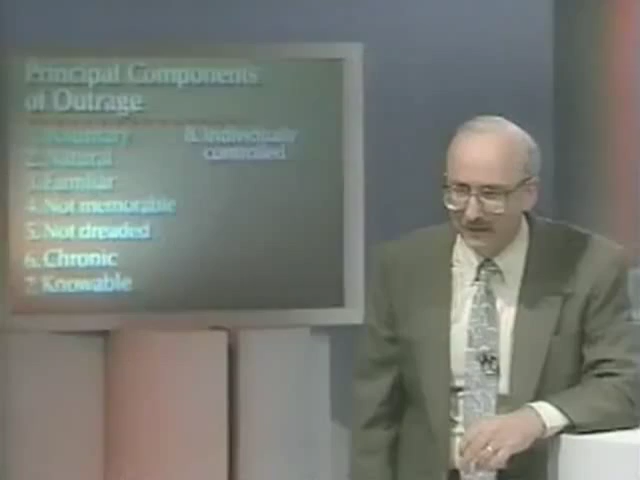 Principal Components
of Outrage
1. Voluntary
2. Natural
3. Familiar
4. Not memorable
5. Not dreaded
6. Chronic
7. Knowable
8. Individually
controlled